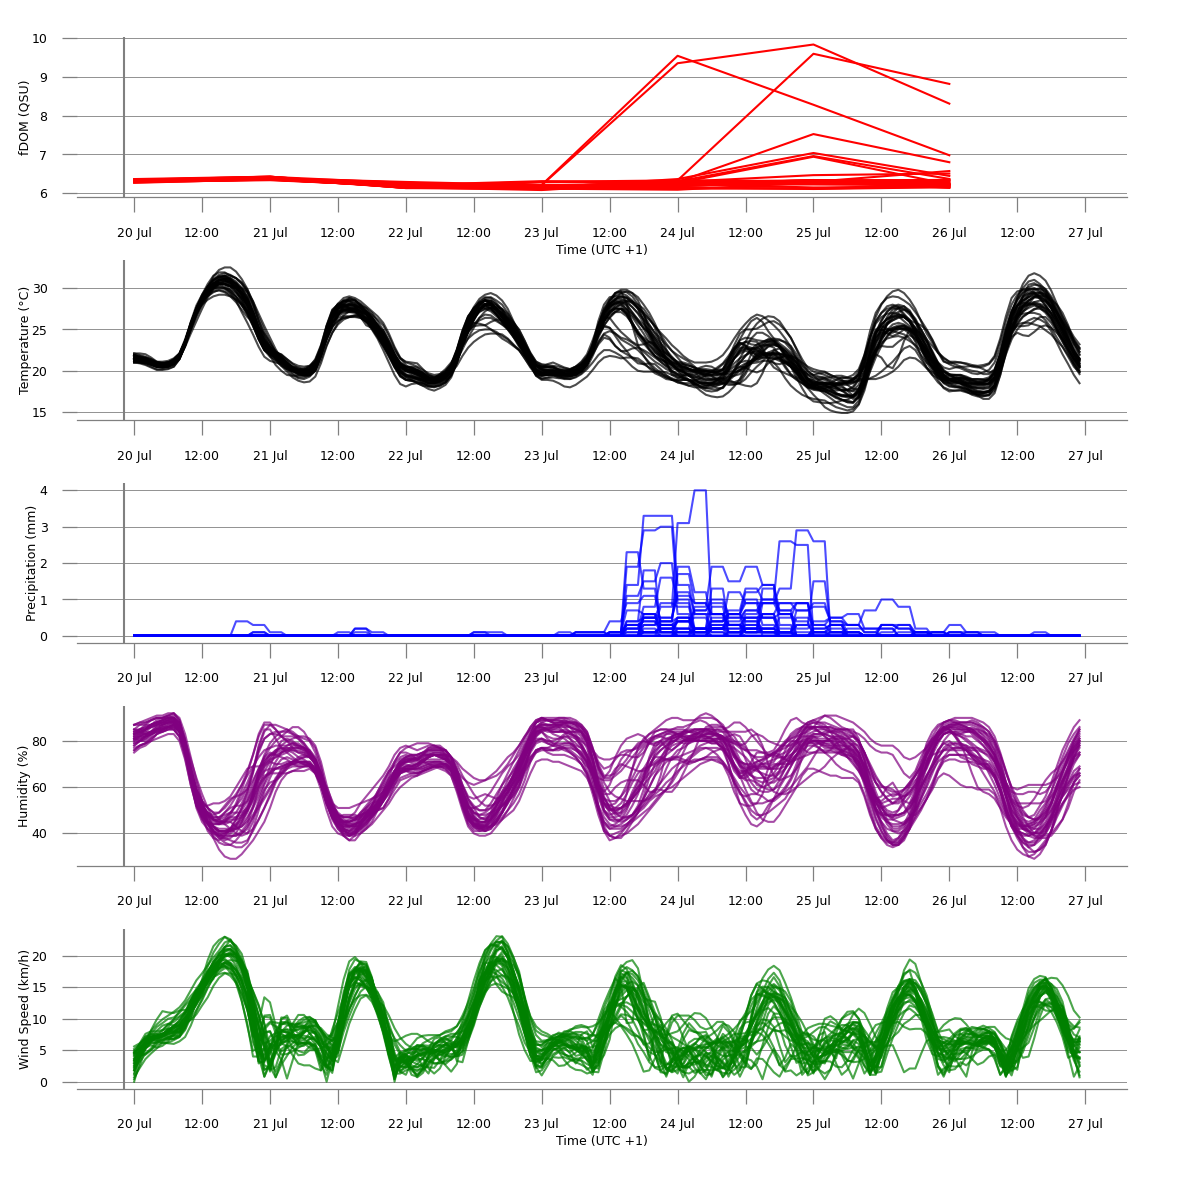 fDOM (QSU)
10
9
8
7
6
20 Jul 12:00 21 Jul 12:00 22 Jul 12:00 23 Jul 12:00 24 Jul 12:00 25 Jul 12:00 26 Jul 12:00 27 Jul
Time (UTC +1)
Temperature (°C)
30
25
20
15
20 Jul 12:00 21 Jul 12:00 22 Jul 12:00 23 Jul 12:00 24 Jul 12:00 25 Jul 12:00 26 Jul 12:00 27 Jul
Precipitation (mm)
4
3
2
1
0
20 Jul 12:00 21 Jul 12:00 22 Jul 12:00 23 Jul 12:00 24 Jul 12:00 25 Jul 12:00 26 Jul 12:00 27 Jul
Humidity (%)
80
60
40
20 Jul 12:00 21 Jul 12:00 22 Jul 12:00 23 Jul 12:00 24 Jul 12:00 25 Jul 12:00 26 Jul 12:00 27 Jul
Wind Speed (km/h)
20
15
10
5
0
20 Jul 12:00 21 Jul 12:00 22 Jul 12:00 23 Jul 12:00 24 Jul 12:00 25 Jul 12:00 26 Jul 12:00 27 Jul
Time (UTC +1)